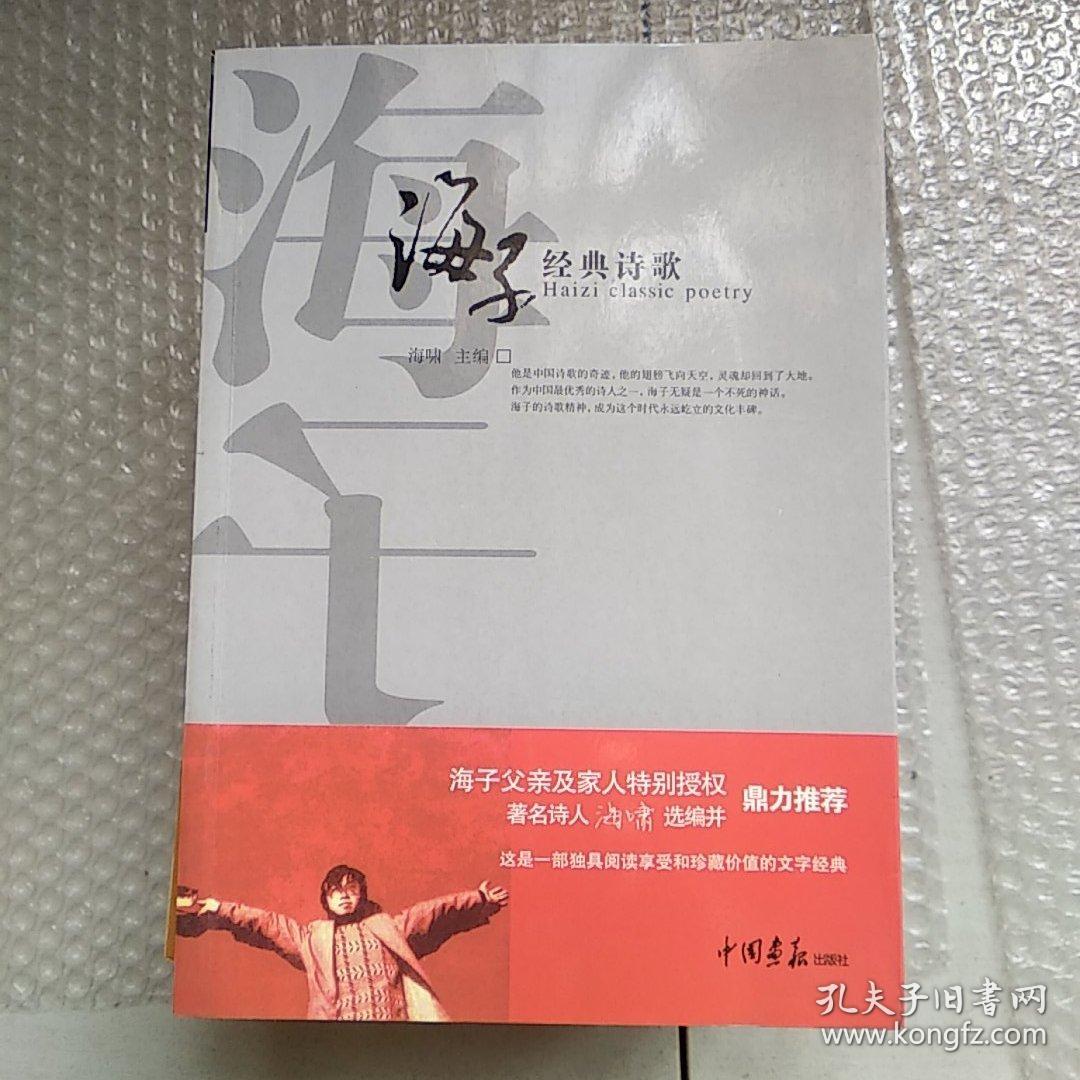 海子
海子
经典诗歌
Haizi classic poetry
海啸 主编
他是中国诗歌的奇迹，他的翅膀飞向天空，灵魂却回到了大地。
作为中国最优秀的诗人之一，海子无疑是一个不死的神话。
海子的诗歌精神，成为这个时代永远屹立的文化丰碑。
海子父亲及家人特别授权
著名诗人海啸选编并
鼎力推荐
这是一部独具阅读享受和珍藏价值的文字经典
中国画报出版社
孔夫子旧书网
www.kongfz.com